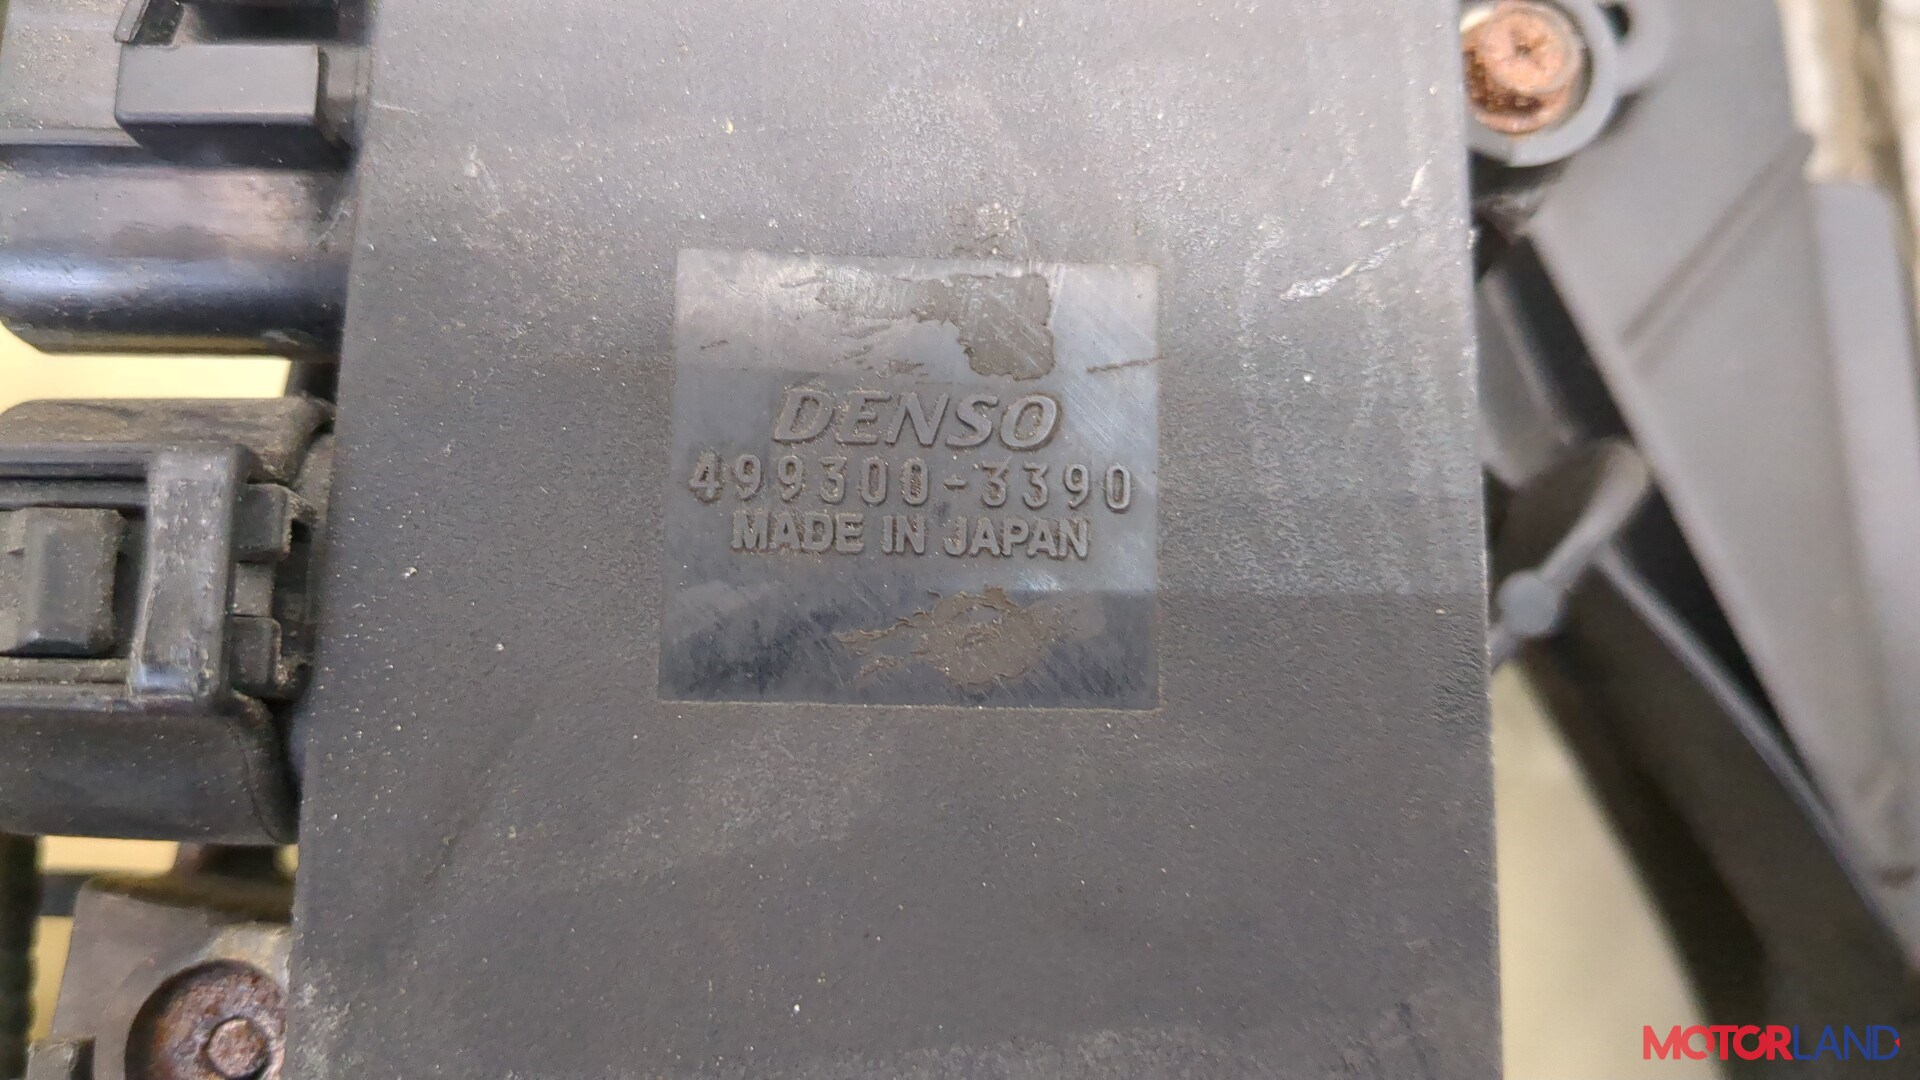 DENSO
499300-3390
MADE IN JAPAN
MOTORLAND